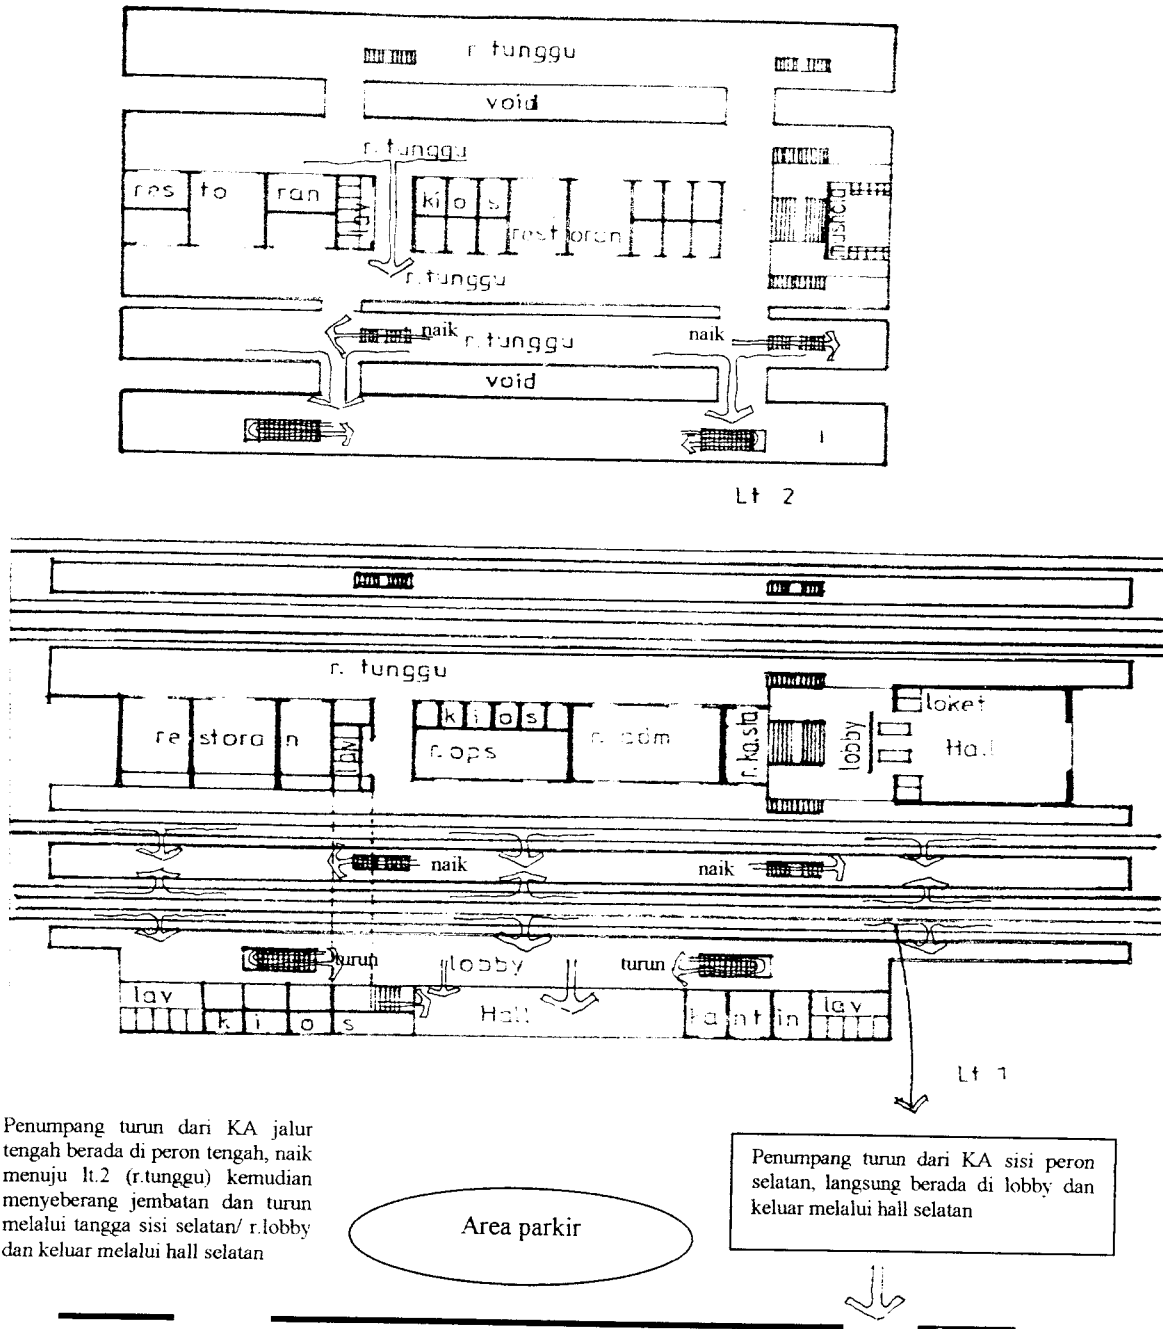 r. tunggu
void
r. tunggu
res to ran
lav
kios
restoran
r. tunggu
naik
r. tunggu
naik
void
Lt 2
r. tunggu
restoran
lav
kios
r. ops
r. adm
r. ka. sta
lobby
loket
Hall
naik
naik
turun
lobby
turun
lav
kios
Hall
kantin
lav
Lt 1
Penumpang turun dari KA jalur
tengah berada di peron tengah, naik
menuju lt.2 (r.tunggu) kemudian
menyeberang jembatan dan turun
melalui tangga sisi selatan/ r.lobby
dan keluar melalui hall selatan
Area parkir
Penumpang turun dari KA sisi peron
selatan, langsung berada di lobby dan
keluar melalui hall selatan